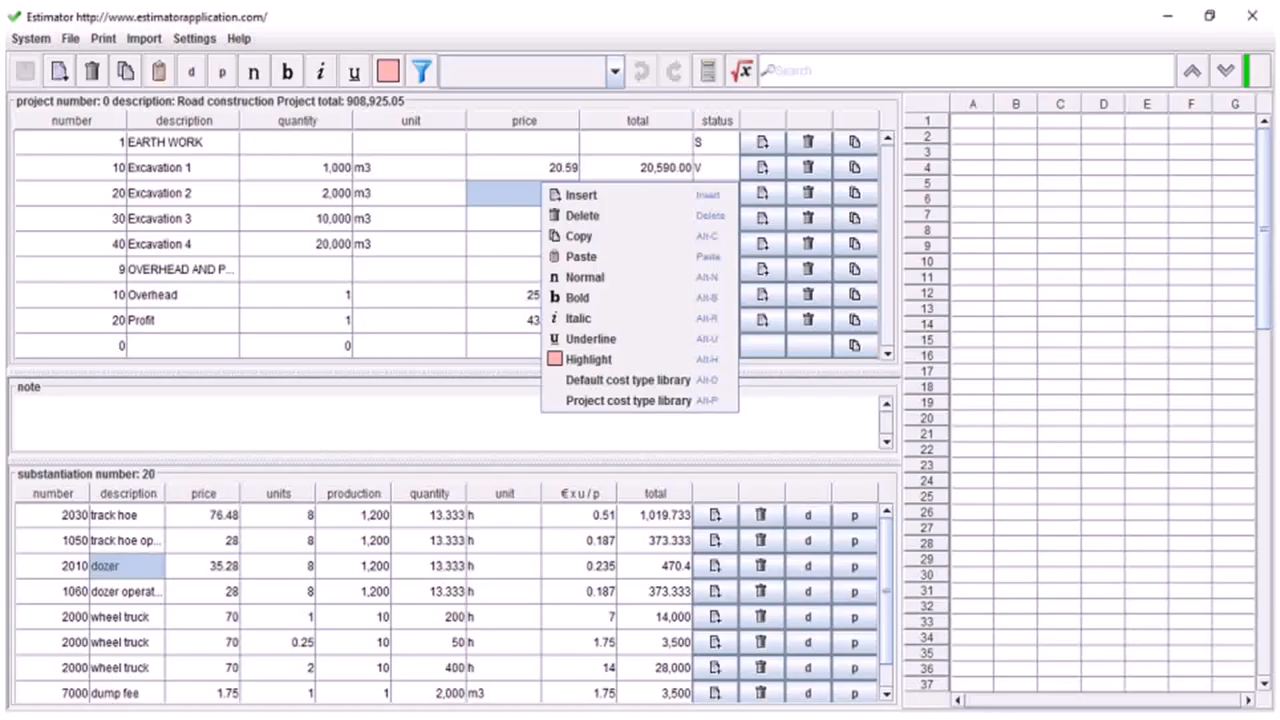 Estimator http://www.estimatorapplication.com/
System File Print Import Settings Help
d p n b i u √x Search
project number: 0 description: Road construction Project total: 908,925.05
number description quantity unit price total status
1 EARTH WORK S
10 Excavation 1 1,000 m3 20.59 20,590.00 V
20 Excavation 2 2,000 m3
30 Excavation 3 10,000 m3
40 Excavation 4 20,000 m3
9 OVERHEAD AND P...
10 Overhead 1 25
20 Profit 1 43
0 0
Insert Insert
Delete Delete
Copy Alt-C
Paste Paste
n Normal Alt-N
b Bold Alt-B
i Italic Alt-R
u Underline Alt-U
Highlight Alt-H
Default cost type library Alt-D
Project cost type library Alt-P
note
substantiation number: 20
number description price units production quantity unit € x u / p total
2030 track hoe 76.48 8 1,200 13.333 h 0.51 1,019.733 d p
1050 track hoe op... 28 8 1,200 13.333 h 0.187 373.333 d p
2010 dozer 35.28 8 1,200 13.333 h 0.235 470.4 d p
1060 dozer operat... 28 8 1,200 13.333 h 0.187 373.333 d p
2000 wheel truck 70 1 10 200 h 7 14,000 d p
2000 wheel truck 70 0.25 10 50 h 1.75 3,500 d p
2000 wheel truck 70 2 10 400 h 14 28,000 d p
7000 dump fee 1.75 1 1 2,000 m3 1.75 3,500 d p
A B C D E F G
1
2
3
4
5
6
7
8
9
10
11
12
13
14
15
16
17
18
19
20
21
22
23
24
25
26
27
28
29
30
31
32
33
34
35
36
37